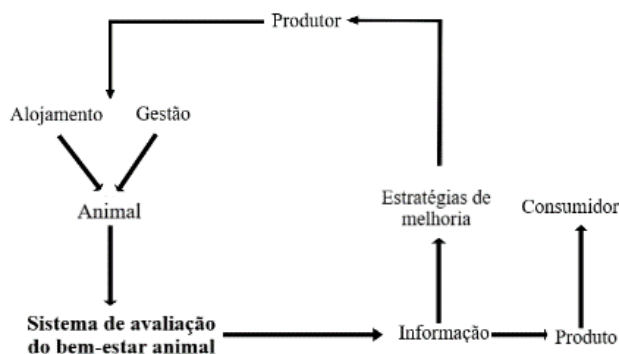 Produtor
Alojamento
Gestão
Animal
Estratégias de
melhoria
Consumidor
Sistema de avaliação
do bem-estar animal
Informação
Produto